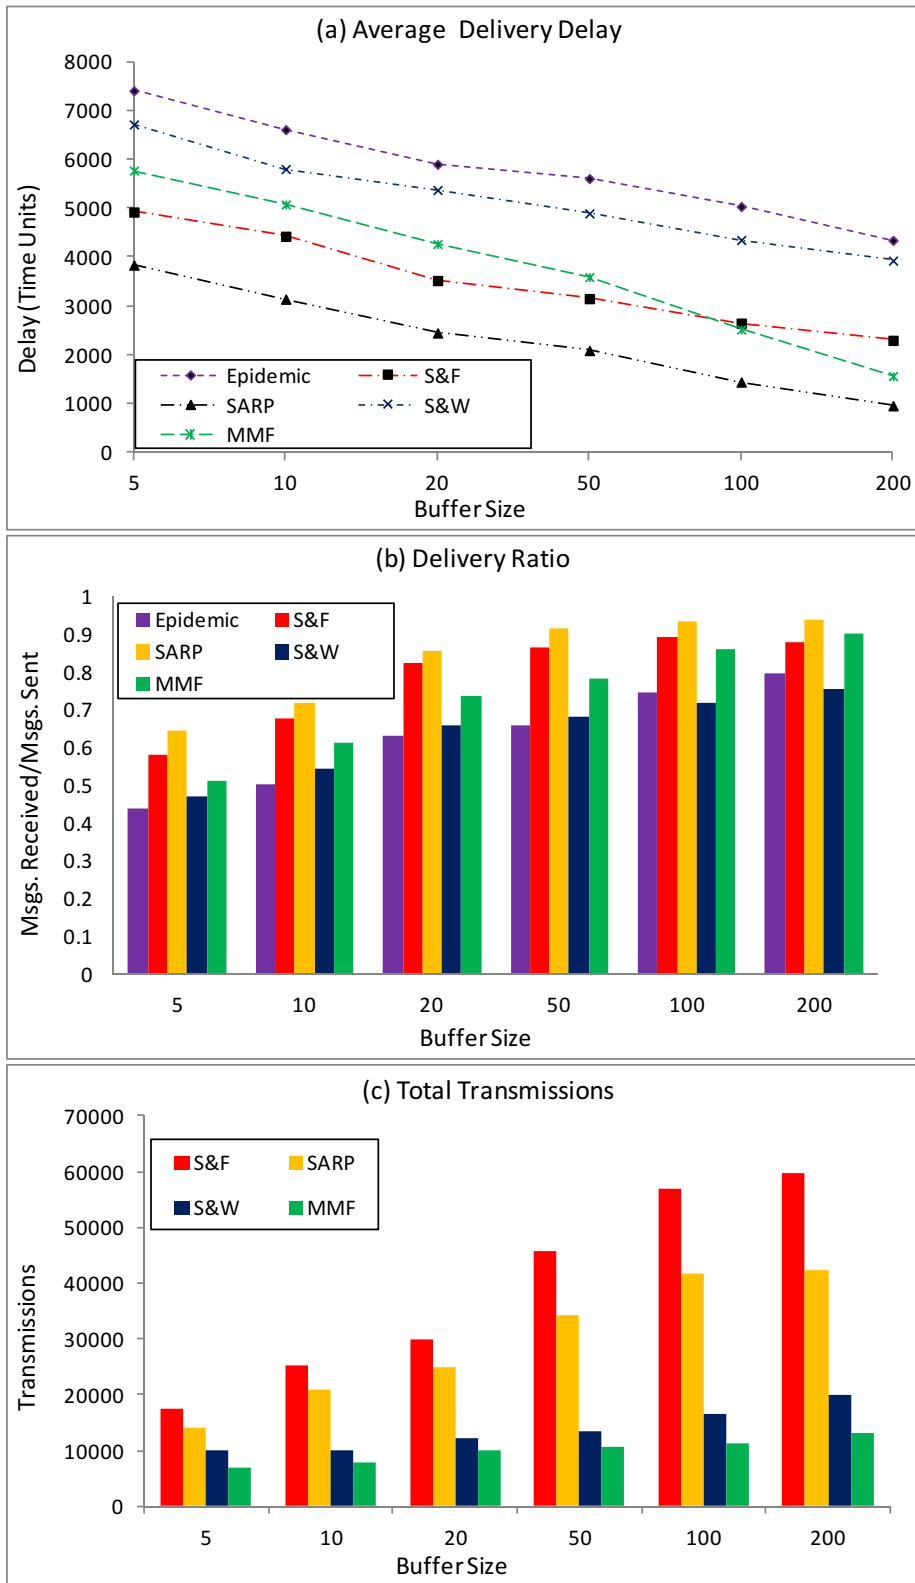 (a) Average Delivery Delay
8000
7000
6000
5000
4000
3000
2000
1000
0
Delay (Time Units)
Epidemic S&F
SARP S&W
MMF
5 10 20 50 100 200
Buffer Size
(b) Delivery Ratio
1
0.9
0.8
0.7
0.6
0.5
0.4
0.3
0.2
0.1
0
Msgs. Received/Msgs. Sent
Epidemic S&F
SARP S&W
MMF
5 10 20 50 100 200
Buffer Size
(c) Total Transmissions
70000
60000
50000
40000
30000
20000
10000
0
Transmissions
S&F SARP
S&W MMF
5 10 20 50 100 200
Buffer Size